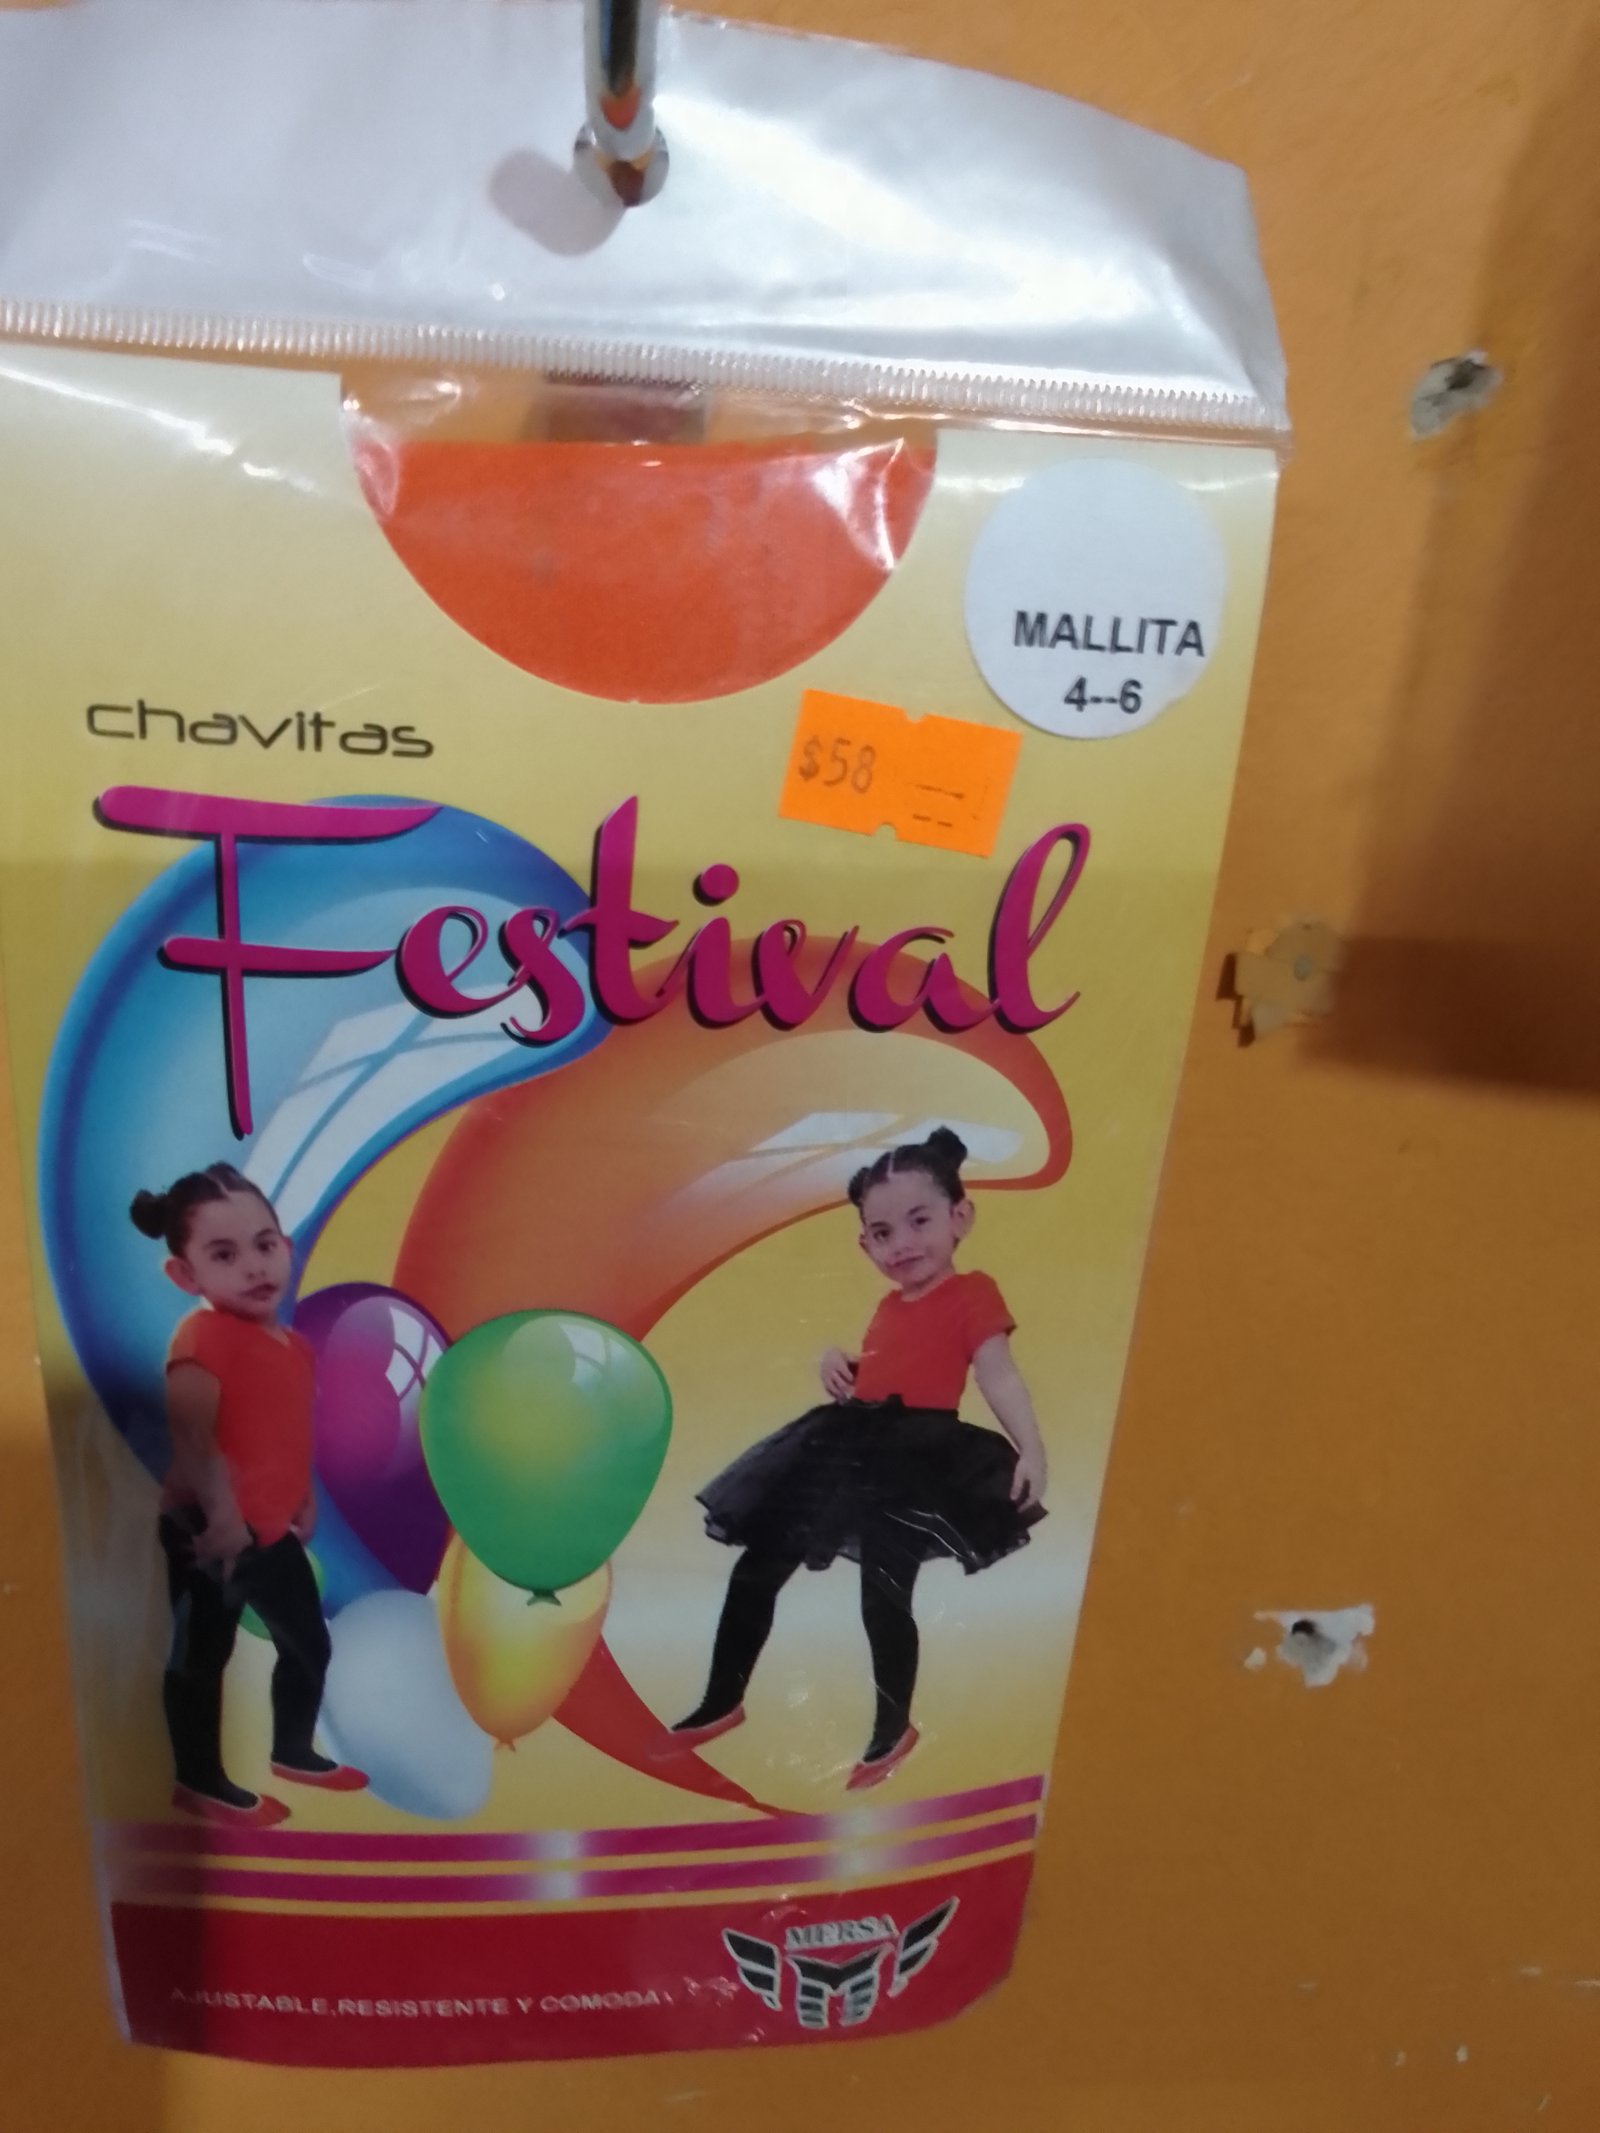 MALLITA
4--6
chavitas
$58
Festival
MERSA
AJUSTABLE,RESISTENTE Y COMODA